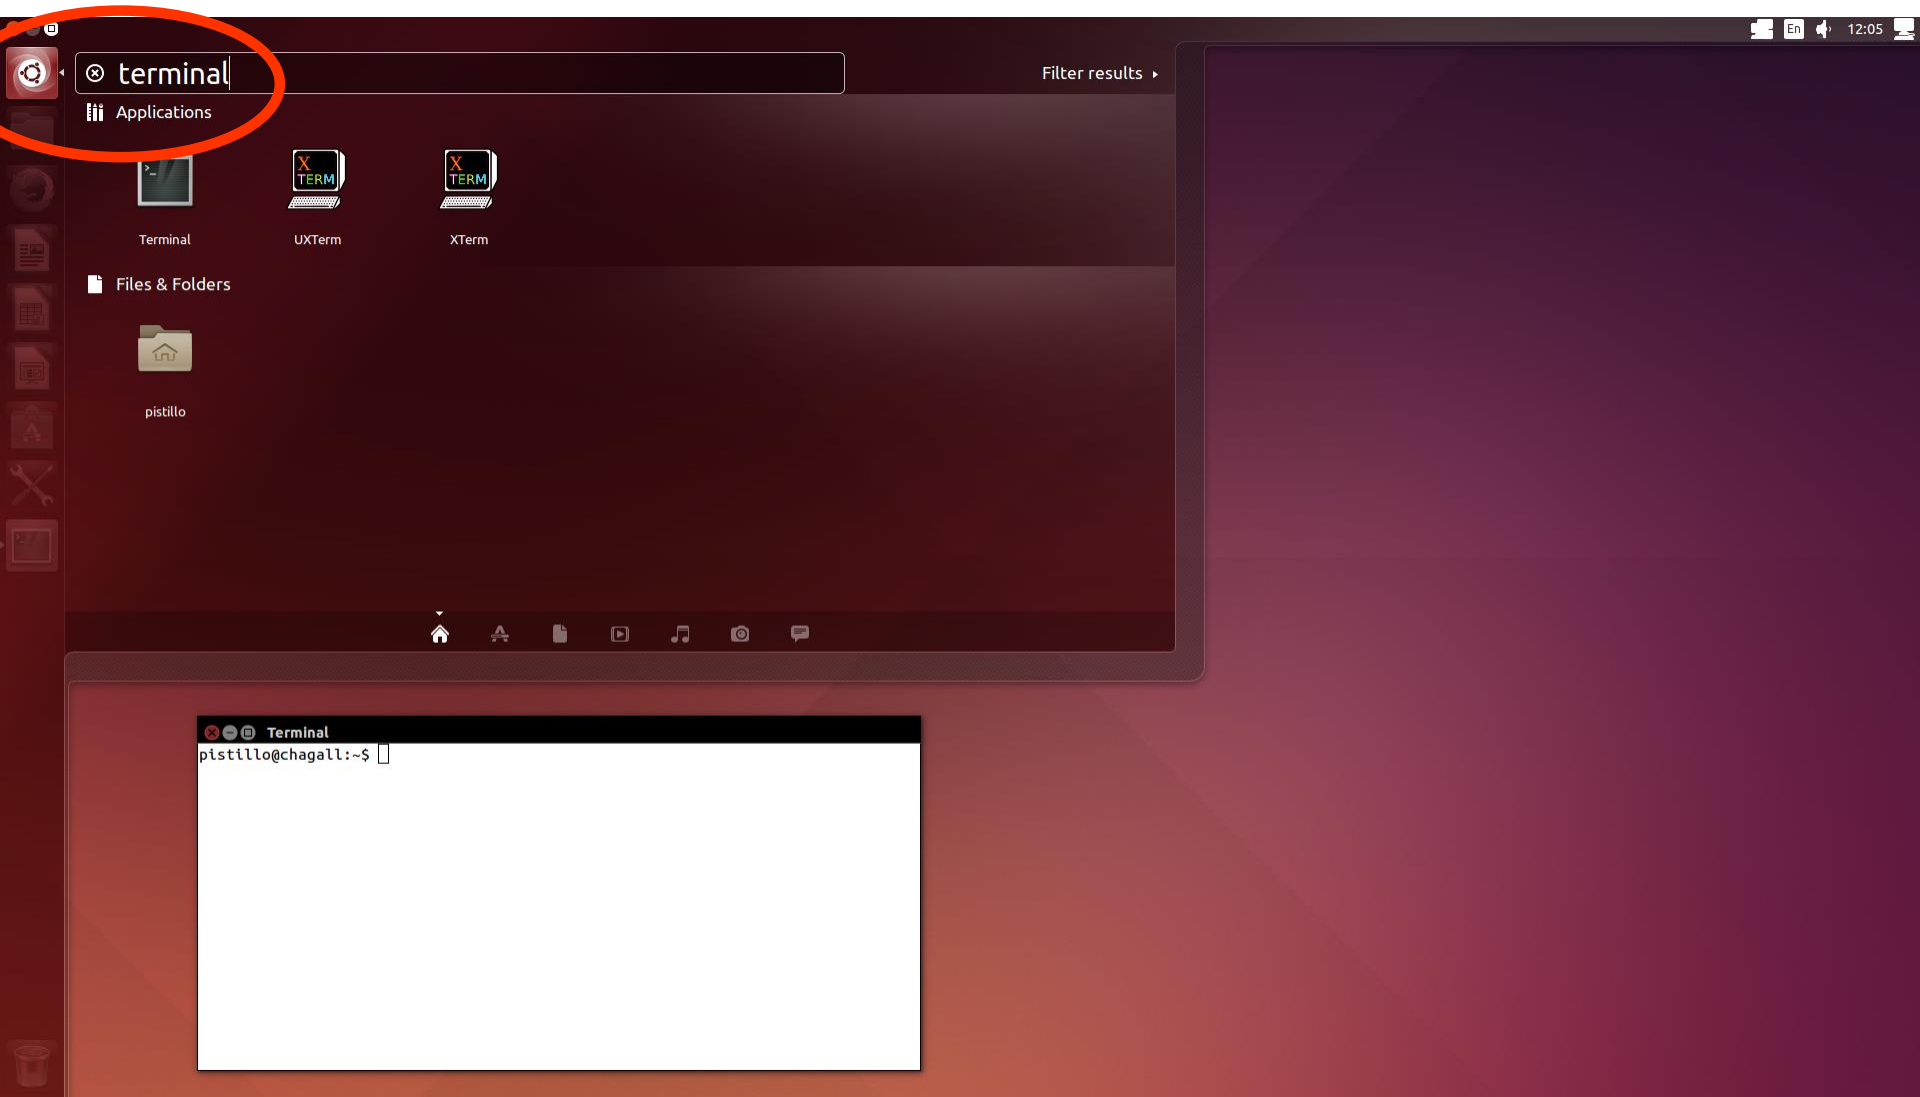 En 12:05
terminal
Filter results
Applications
X TERM
X TERM
Terminal
UXTerm
XTerm
Files & Folders
pistillo
Terminal
pistillo@chagall:~$